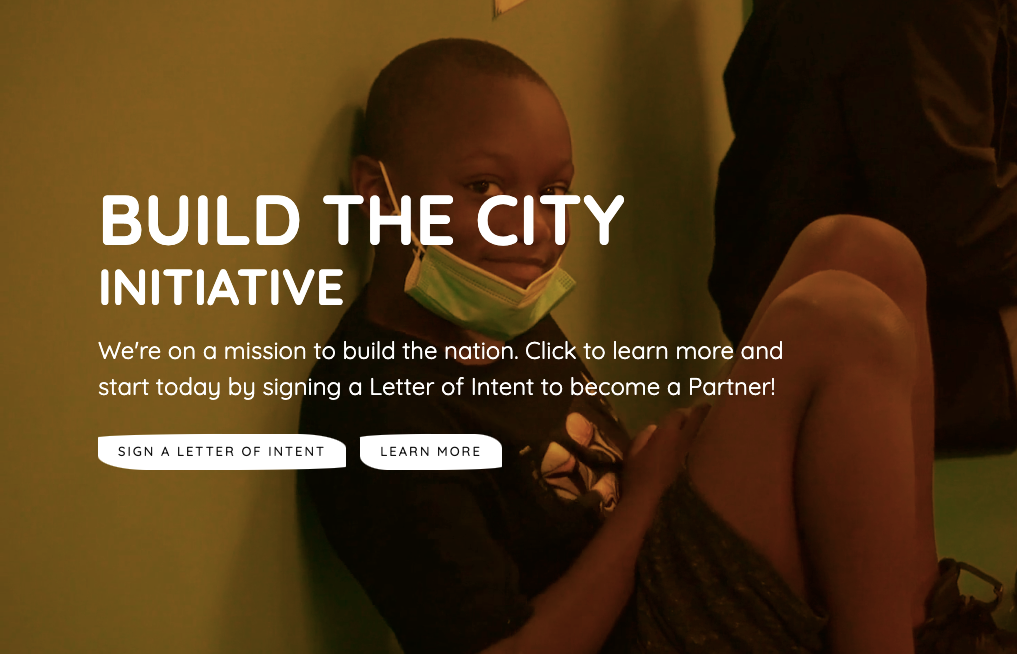 BUILD THE CITY
INITIATIVE
We're on a mission to build the nation. Click to learn more and
start today by signing a Letter of Intent to become a Partner!
SIGN A LETTER OF INTENT
LEARN MORE